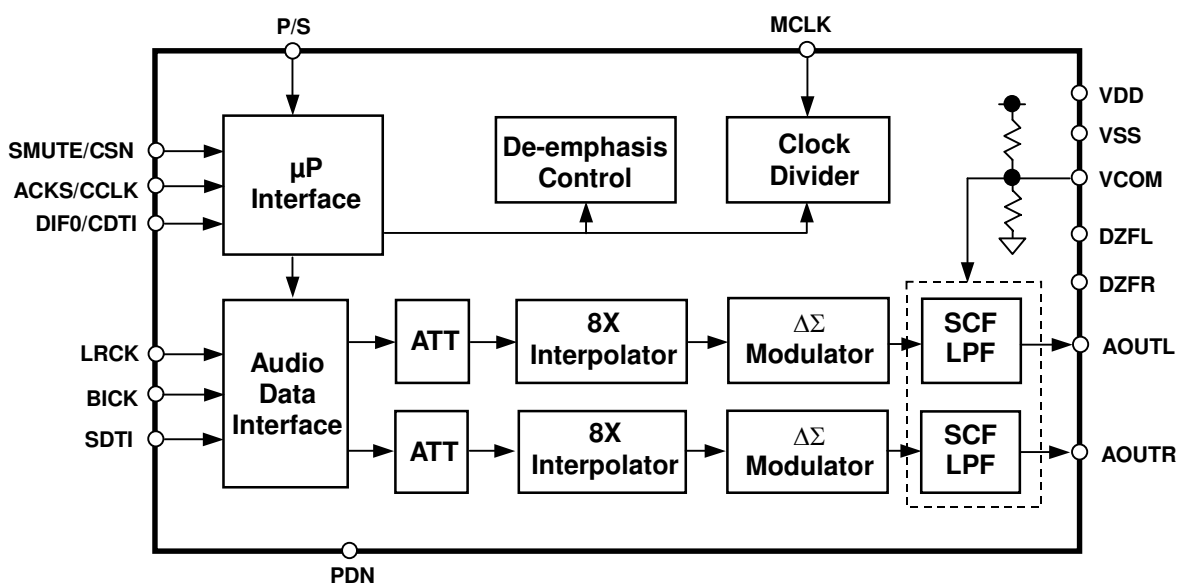 P/S
MCLK
VDD
VSS
VCOM
DZFL
DZFR
AOUTL
AOUTR
SMUTE/CSN
ACKS/CCLK
DIF0/CDTI
µP
Interface
De-emphasis
Control
Clock
Divider
LRCK
BICK
SDTI
Audio
Data
Interface
ATT
8X
Interpolator
ΔΣ
Modulator
SCF
LPF
ATT
8X
Interpolator
ΔΣ
Modulator
SCF
LPF
PDN